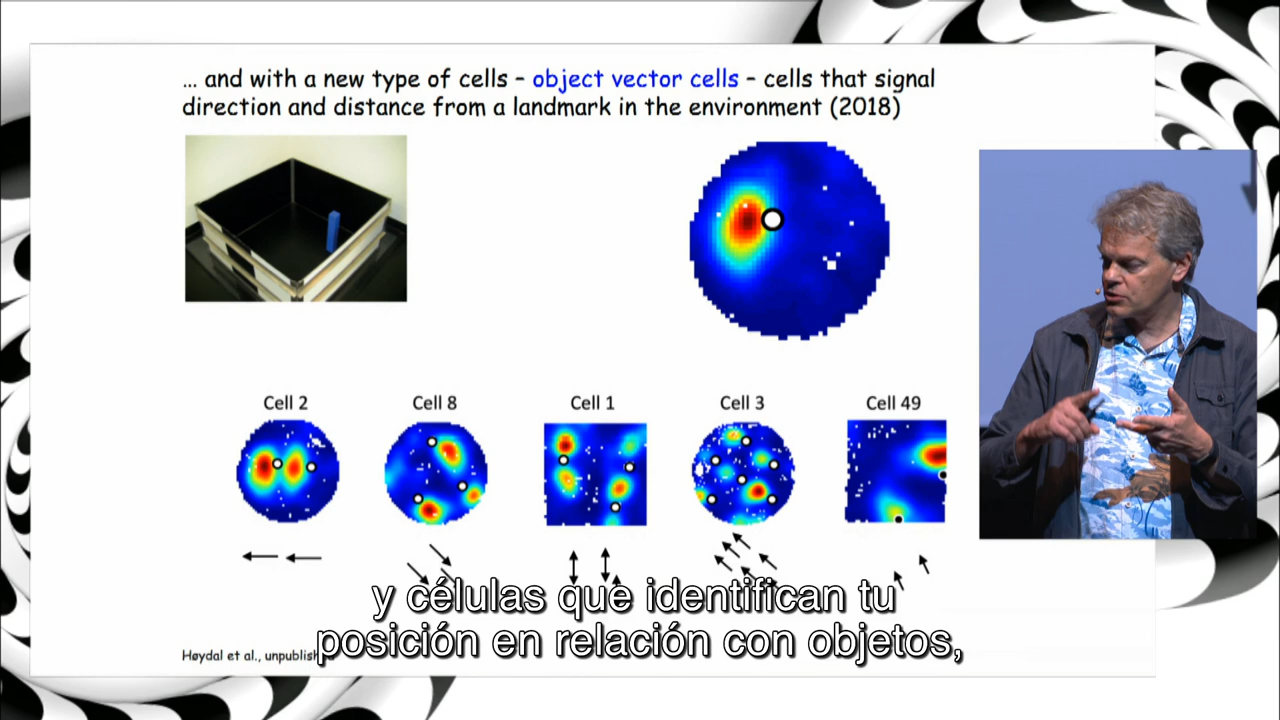 ... and with a new type of cells – object vector cells – cells that signal
direction and distance from a landmark in the environment (2018)
Cell 2
Cell 8
Cell 1
Cell 3
Cell 49
y células que identifican tu
posición en relación con objetos,
Høydal et al.,